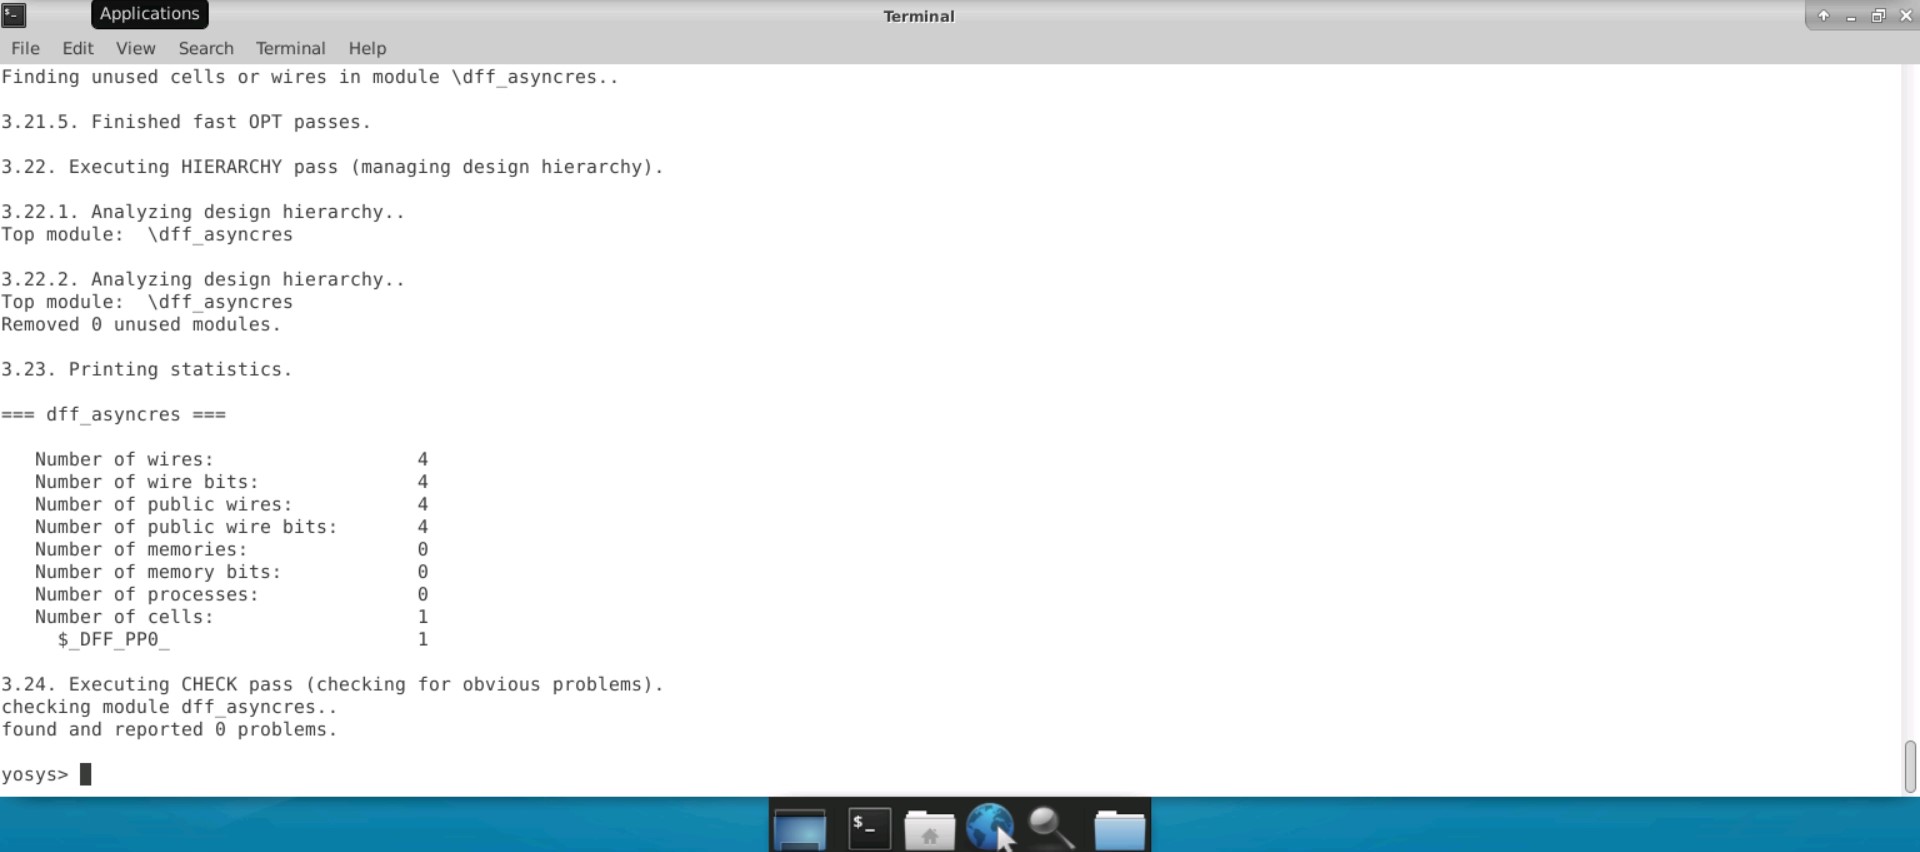 Applications
Terminal
File Edit View Search Terminal Help
Finding unused cells or wires in module \dff_asyncres..
3.21.5. Finished fast OPT passes.
3.22. Executing HIERARCHY pass (managing design hierarchy).
3.22.1. Analyzing design hierarchy..
Top module:  \dff_asyncres
3.22.2. Analyzing design hierarchy..
Top module:  \dff_asyncres
Removed 0 unused modules.
3.23. Printing statistics.
=== dff_asyncres ===
Number of wires: 4
Number of wire bits: 4
Number of public wires: 4
Number of public wire bits: 4
Number of memories: 0
Number of memory bits: 0
Number of processes: 0
Number of cells: 1
$_DFF_PP0_ 1
3.24. Executing CHECK pass (checking for obvious problems).
checking module dff_asyncres..
found and reported 0 problems.
yosys>
$_